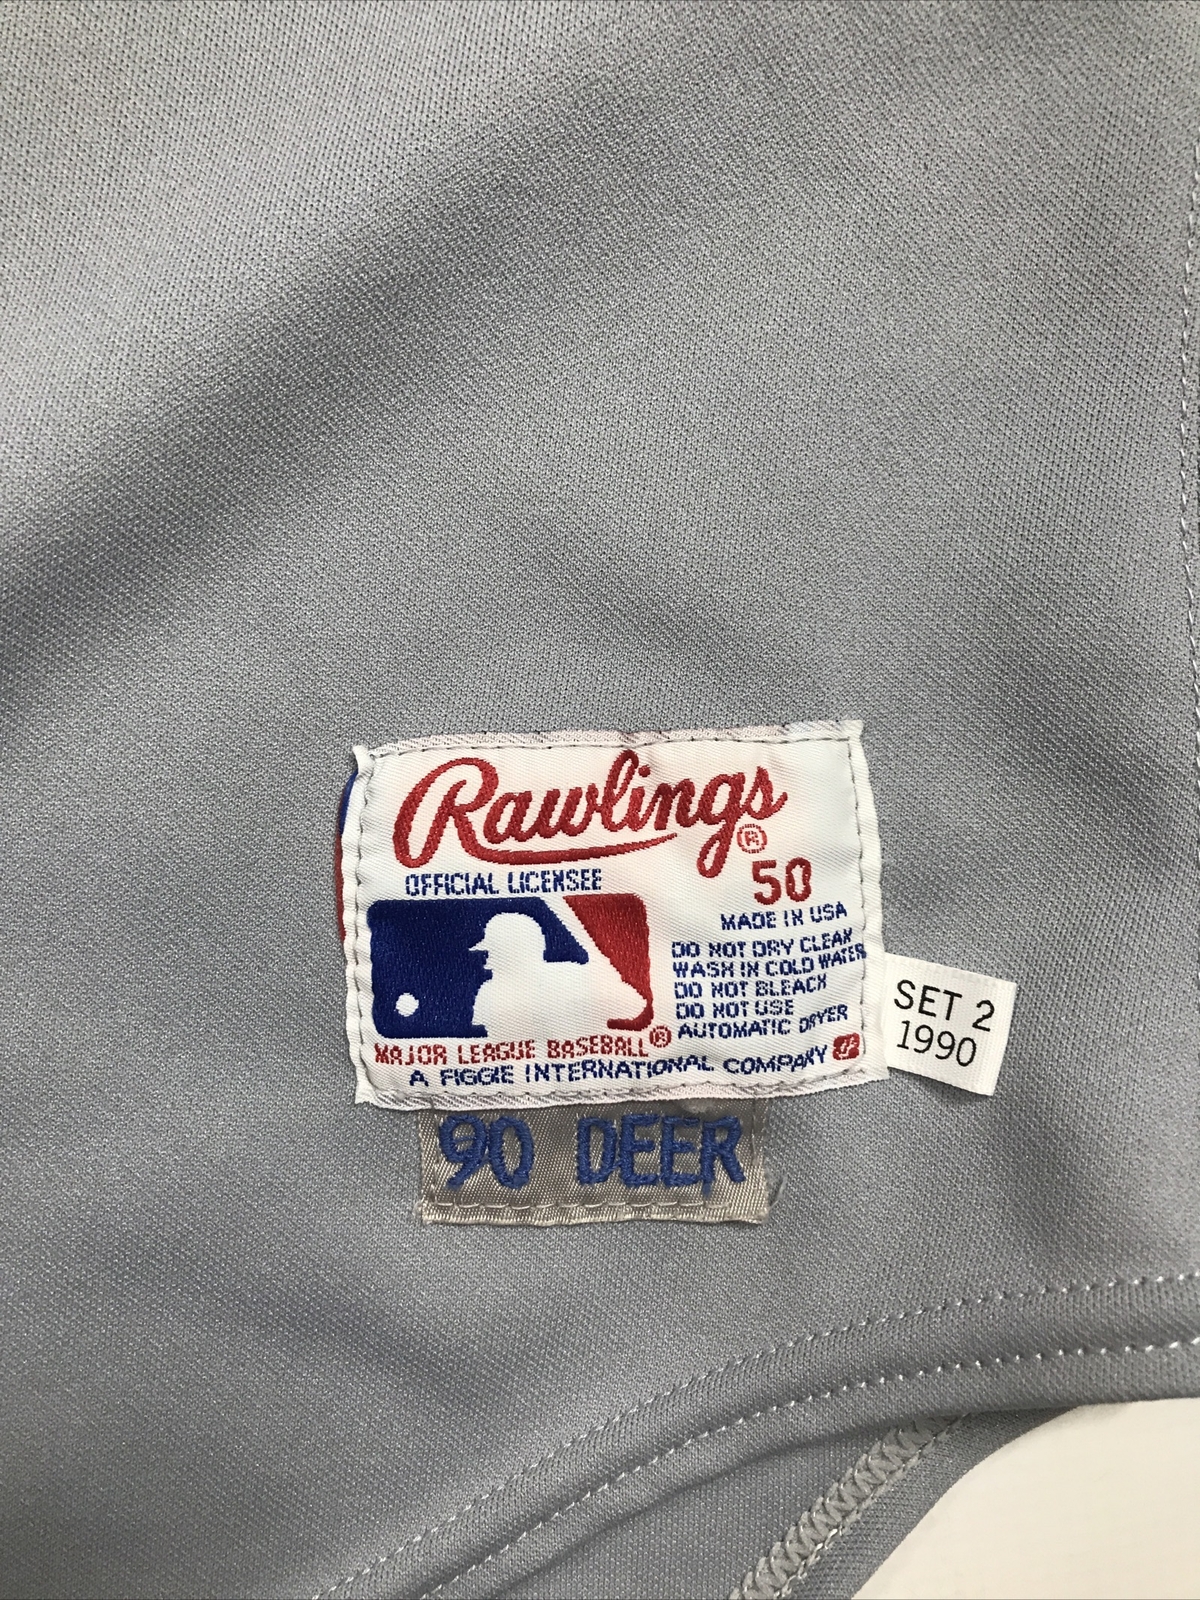 Rawlings®
50
OFFICIAL LICENSEE
MADE IN USA
DO NOT DRY CLEAN
WASH IN COLD WATER
DO NOT BLEACH
DO NOT USE
AUTOMATIC DRYER
MAJOR LEAGUE BASEBALL®
A FIGGIE INTERNATIONAL COMPANY
SET 2
1990
90 DEER